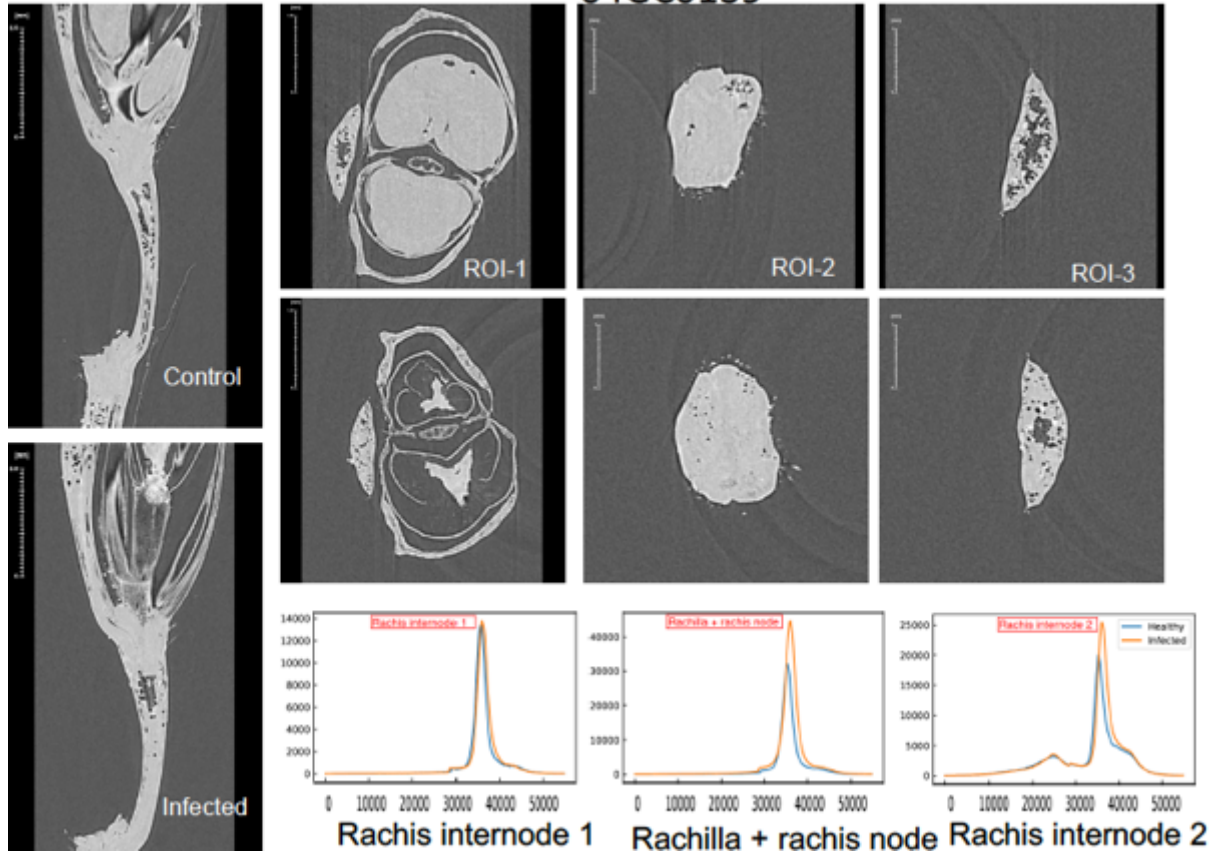 Control
ROI-1
ROI-2
ROI-3
Infected
14000
12000
10000
8000
6000
4000
2000
0
Rachis internode 1
0 10000 20000 30000 40000 50000
Rachis internode 1
40000
30000
20000
10000
0
Rachilla + rachis node
0 10000 20000 30000 40000 50000
Rachilla + rachis node
25000
20000
15000
10000
5000
0
Rachis internode 2
Healthy
Infected
0 10000 20000 30000 40000 50000
Rachis internode 2